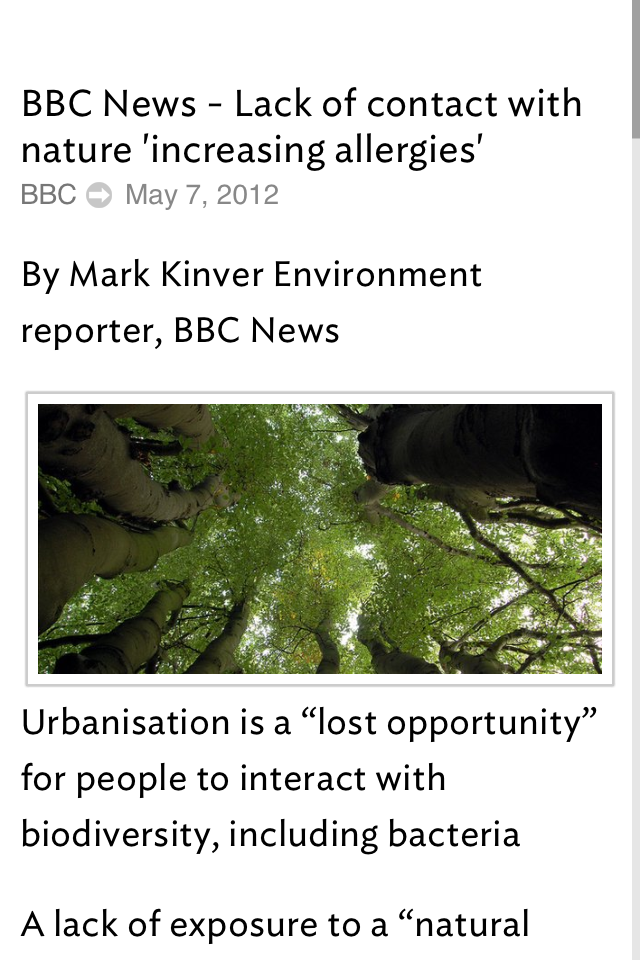 BBC News – Lack of contact with
nature 'increasing allergies'
BBC May 7, 2012
By Mark Kinver Environment
reporter, BBC News
Urbanisation is a “lost opportunity”
for people to interact with
biodiversity, including bacteria
A lack of exposure to a “natural